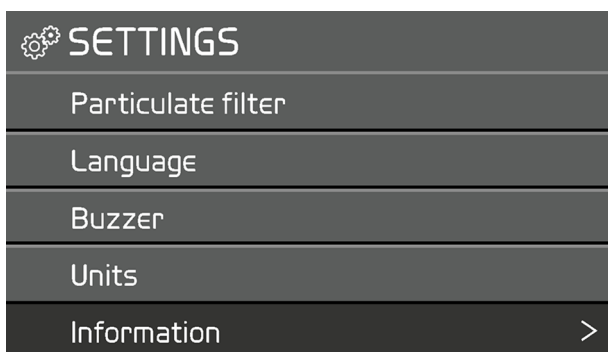 SETTINGS
Particulate filter
Language
Buzzer
Units
Information >